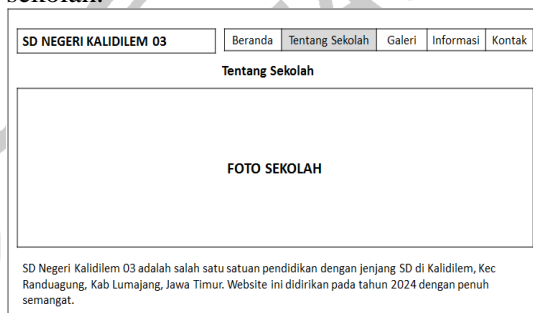 sekolah.
SD NEGERI KALIDILEM 03
Beranda Tentang Sekolah Galeri Informasi Kontak
Tentang Sekolah
FOTO SEKOLAH
SD Negeri Kalidilem 03 adalah salah satu satuan pendidikan dengan jenjang SD di Kalidilem, Kec
Randuagung, Kab Lumajang, Jawa Timur. Website ini didirikan pada tahun 2024 dengan penuh
semangat.